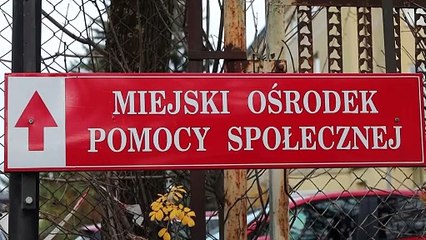 MIEJSKI OŚRODEK
POMOCY SPOŁECZNEJ